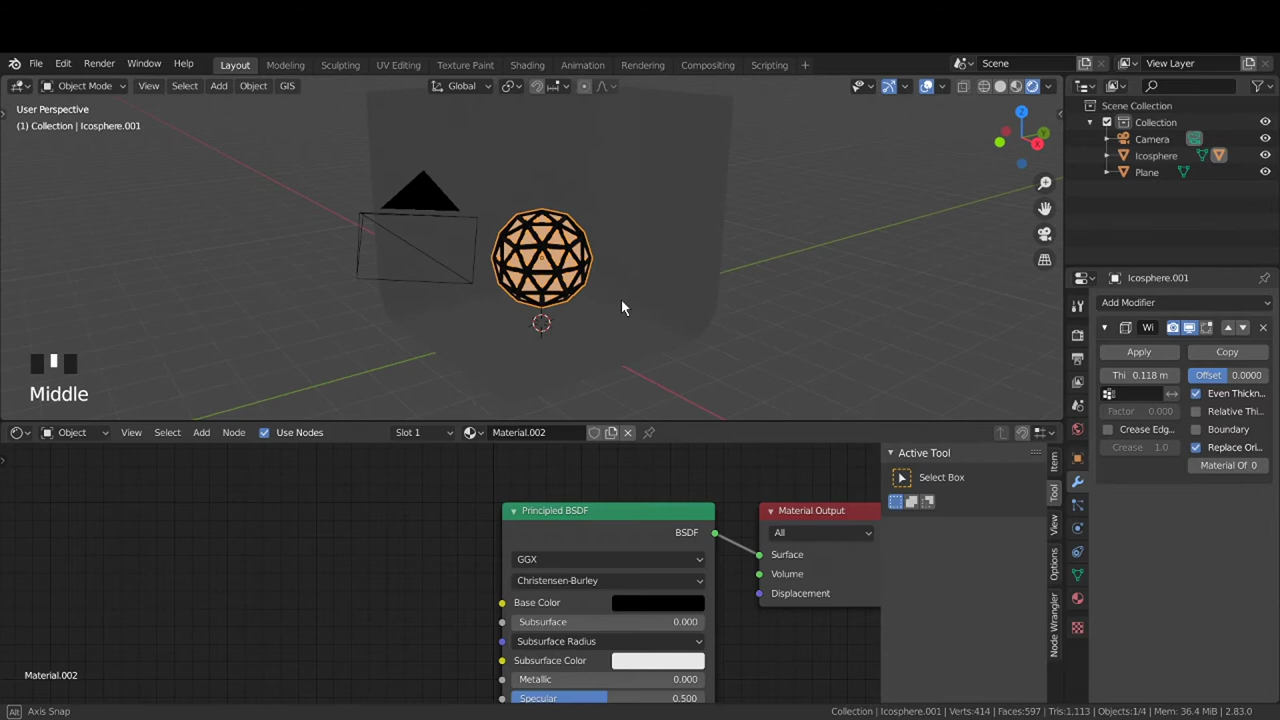 File Edit Render Window Help Layout Modeling Sculpting UV Editing Texture Paint Shading Animation Rendering Compositing Scripting + Scene View Layer
Object Mode View Select Add Object GIS Global
User Perspective
(1) Collection | Icosphere.001
Scene Collection
Collection
Camera
Icosphere
Plane
X
Y
Z
Icosphere.001
Add Modifier
Wi
Apply Copy
Thi 0.118 m Offset 0.0000
Even Thickn...
Factor 0.000 Relative Thi...
Crease Edg... Boundary
Crease 1.0 Replace Ori...
Material Of 0
Middle
Object View Select Add Node Use Nodes Slot 1 Material.002
Active Tool
Select Box
Item
Tool
View
Options
Node Wrangler
Principled BSDF
BSDF
GGX
Christensen-Burley
Base Color
Subsurface 0.000
Subsurface Radius
Subsurface Color
Metallic 0.000
Specular 0.500
Material Output
All
Surface
Volume
Displacement
Material.002
Alt Axis Snap Collection | Icosphere.001 | Verts:414 | Faces:597 | Tris:1,113 | Objects:1/4 | Mem: 36.4 MiB | 2.83.0